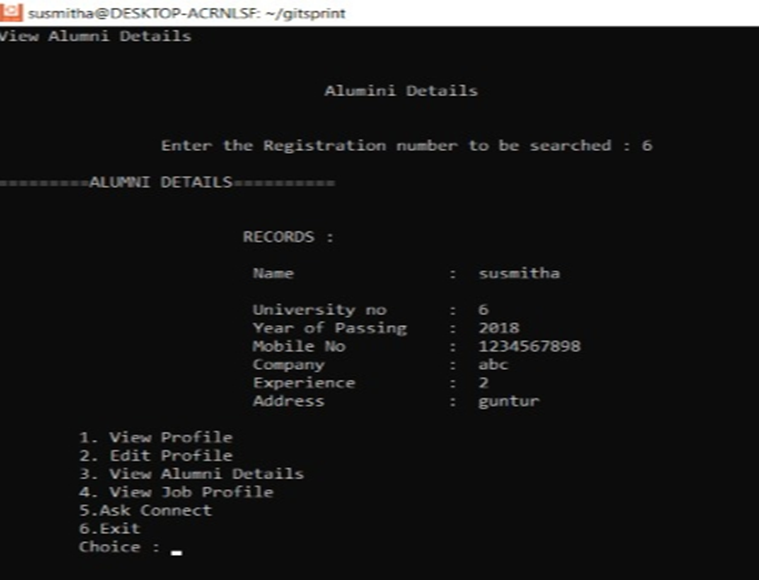 susmitha@DESKTOP-ACRNLSF: ~/gitsprint
View Alumni Details
Alumini Details
Enter the Registration number to be searched : 6
=========ALUMNI DETAILS==========
RECORDS :
Name : susmitha
University no : 6
Year of Passing : 2018
Mobile No : 1234567898
Company : abc
Experience : 2
Address : guntur
1. View Profile
2. Edit Profile
3. View Alumni Details
4. View Job Profile
5.Ask Connect
6.Exit
Choice :